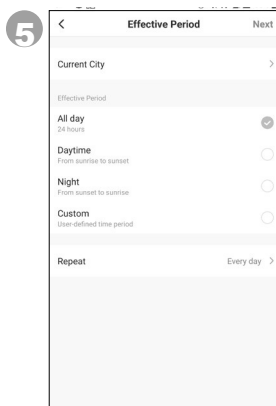 5
Effective Period
Next
Current City
Effective Period
All day
24 hours
Daytime
From sunrise to sunset
Night
From sunset to sunrise
Custom
User-defined time period
Repeat
Every day